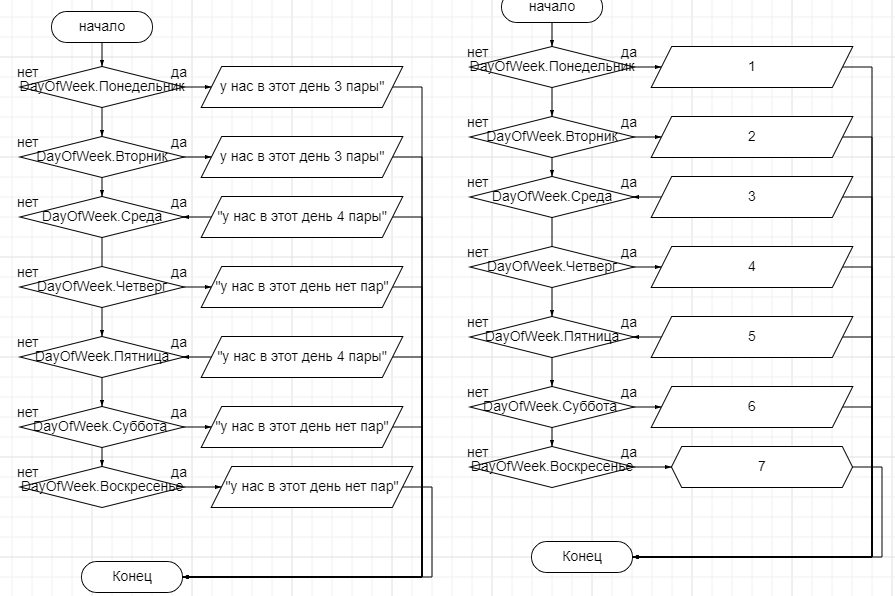 начало
нет
да
DayOfWeek.Понедельник
у нас в этот день 3 пары"
нет
да
DayOfWeek.Вторник
у нас в этот день 3 пары"
нет
да
DayOfWeek.Среда
"у нас в этот день 4 пары"
нет
да
DayOfWeek.Четверг
"у нас в этот день нет пар"
нет
да
DayOfWeek.Пятница
"у нас в этот день 4 пары"
нет
да
DayOfWeek.Суббота
"у нас в этот день нет пар"
нет
да
DayOfWeek.Воскресенье
"у нас в этот день нет пар"
Конец
начало
нет
да
DayOfWeek.Понедельник
1
нет
да
DayOfWeek.Вторник
2
нет
да
DayOfWeek.Среда
3
нет
да
DayOfWeek.Четверг
4
нет
да
DayOfWeek.Пятница
5
нет
да
DayOfWeek.Суббота
6
нет
да
DayOfWeek.Воскресенье
7
Конец